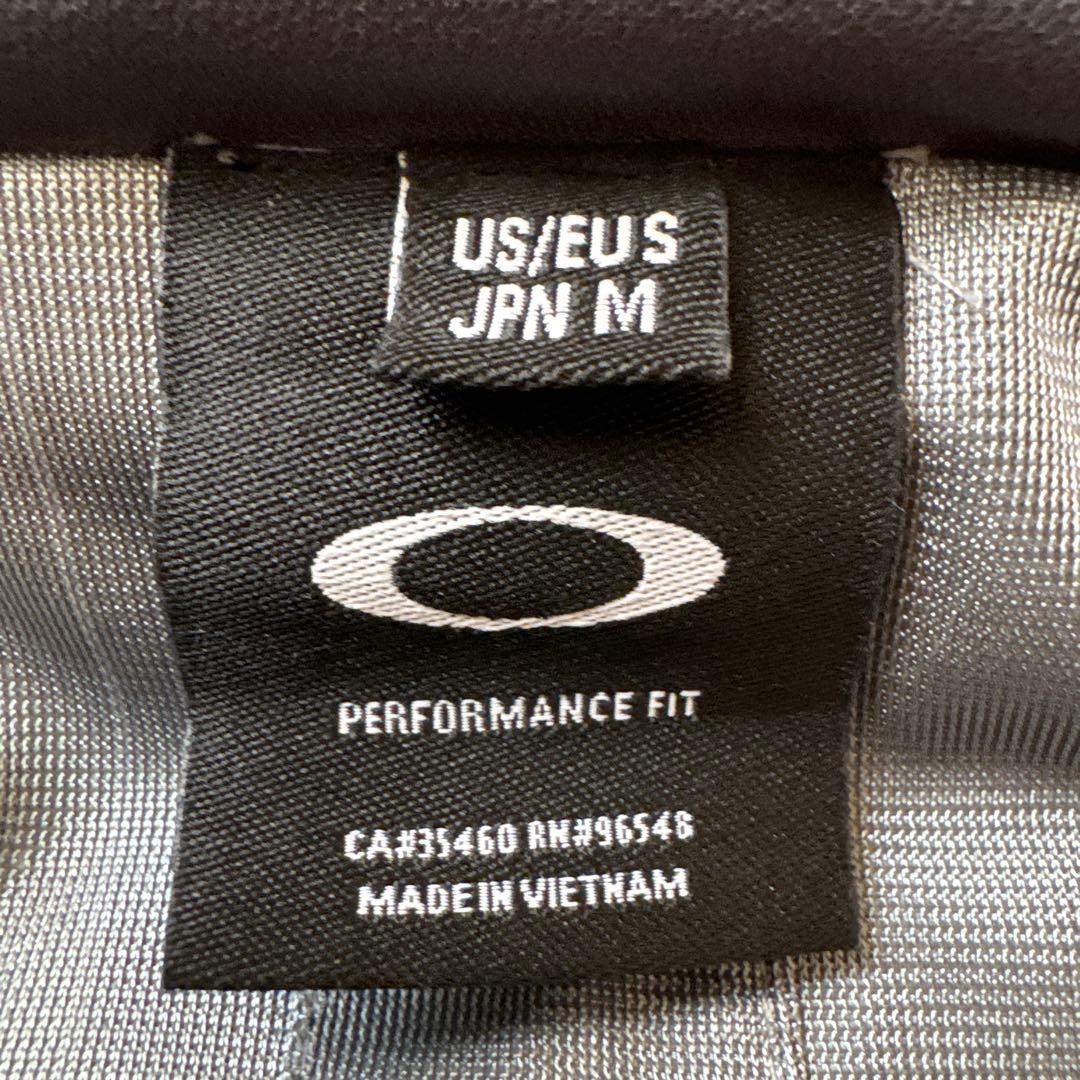 US/EU S
JPN M
PERFORMANCE FIT
CA#35460 RN#96548
MADE IN VIETNAM